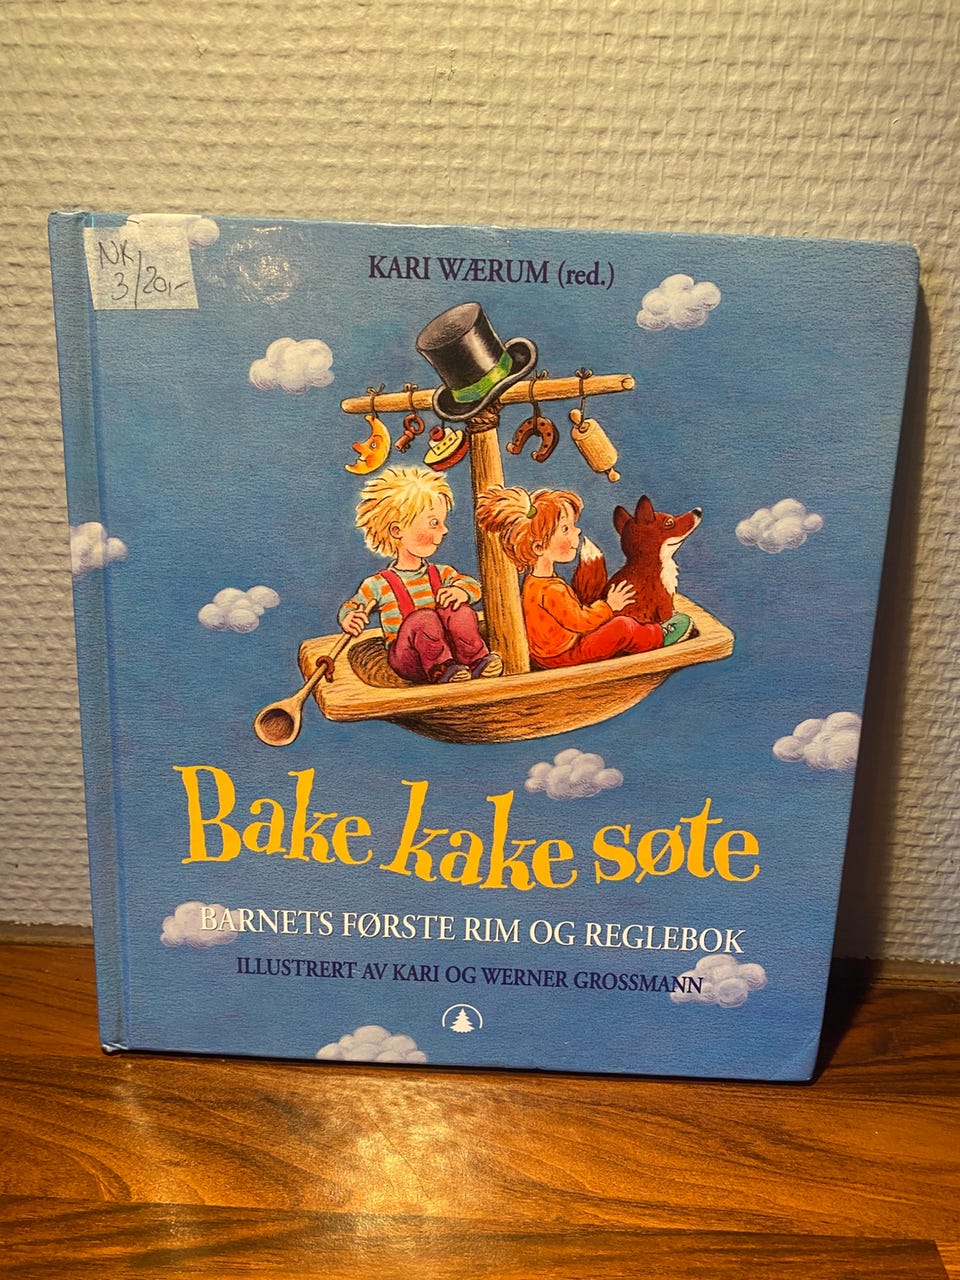 NK
3/20,-
KARI WÆRUM (red.)
Bake kake søte
BARNETS FØRSTE RIM OG REGLEBOK
ILLUSTRERT AV KARI OG WERNER GROSSMANN